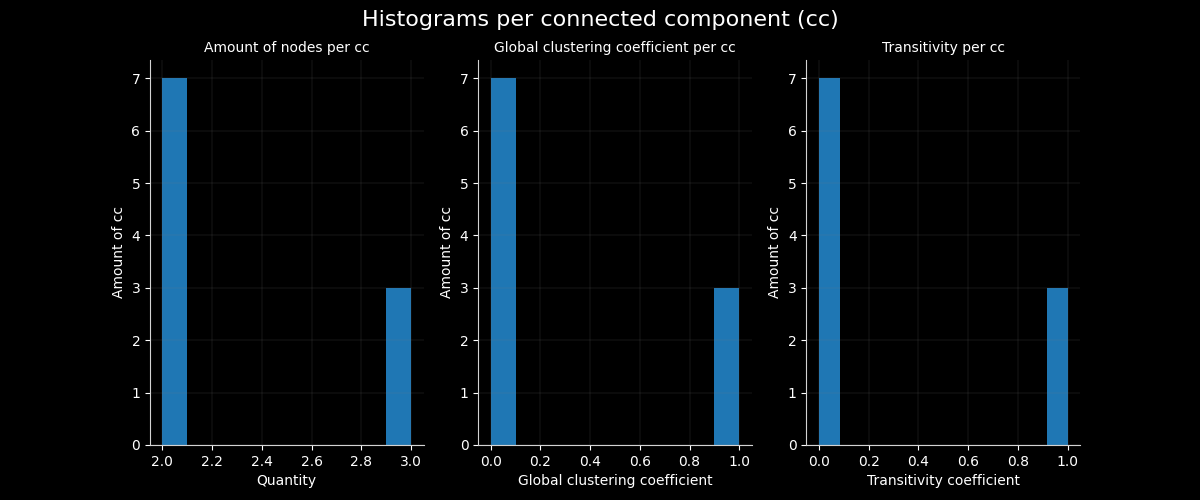 Histograms per connected component (cc)
Amount of nodes per cc
Global clustering coefficient per cc
Transitivity per cc
Amount of cc
7
6
5
4
3
2
1
0
2.0 2.2 2.4 2.6 2.8 3.0
Quantity
Amount of cc
7
6
5
4
3
2
1
0
0.0 0.2 0.4 0.6 0.8 1.0
Global clustering coefficient
Amount of cc
7
6
5
4
3
2
1
0
0.0 0.2 0.4 0.6 0.8 1.0
Transitivity coefficient